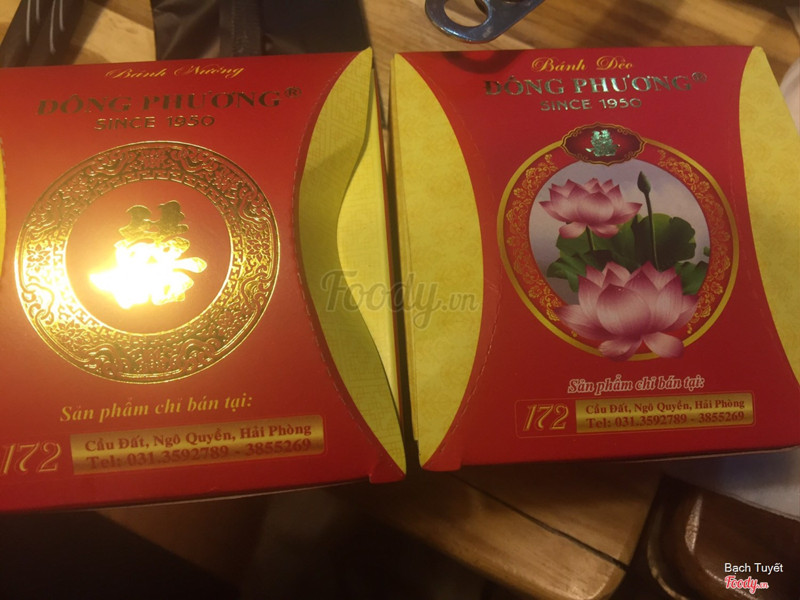 Bánh Nướng
ĐÔNG PHƯƠNG®
SINCE 1950
Sản phẩm chỉ bán tại:
172
Cầu Đất, Ngô Quyền, Hải Phòng
Tel: 031.3592789 - 3855269
Bánh Dẻo
ĐÔNG PHƯƠNG®
SINCE 1950
Sản phẩm chỉ bán tại:
172
Cầu Đất, Ngô Quyền, Hải Phòng
Tel: 031.3592789 - 3855269
Foody.vn
Bạch Tuyết
Foody.vn